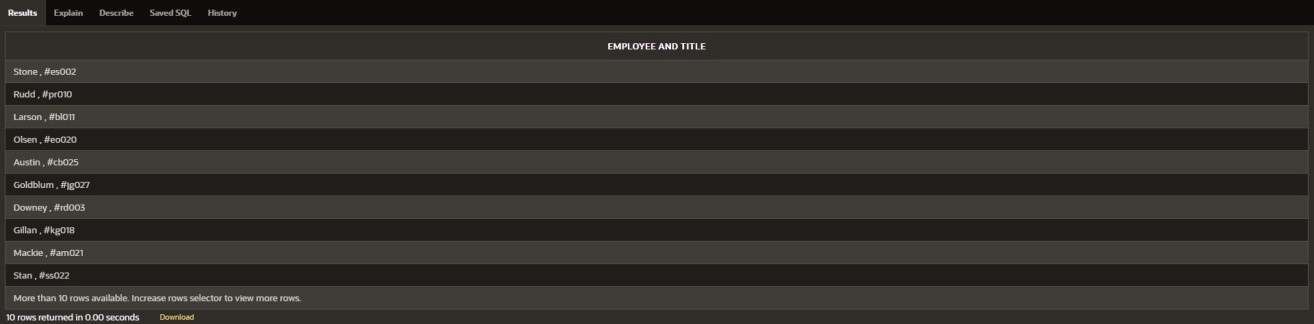 Results Explain Describe Saved SQL History
EMPLOYEE AND TITLE
Stone , #es002
Rudd , #pr010
Larson , #bl011
Olsen , #eo020
Austin , #cb025
Goldblum , #jg027
Downey , #rd003
Gillan , #kg018
Mackie , #am021
Stan , #ss022
More than 10 rows available. Increase rows selector to view more rows.
10 rows returned in 0.00 seconds Download